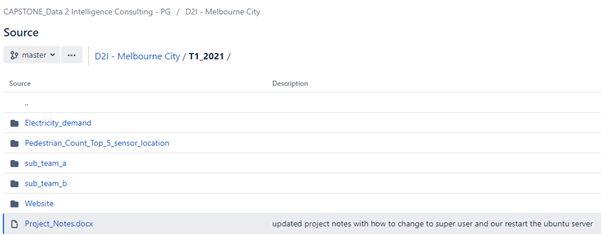 CAPSTONE_Data 2 Intelligence Consulting - PG / D2I - Melbourne City
Source
master ... D2I - Melbourne City / T1_2021 /
Source Description
..
Electricity_demand
Pedestrian_Count_Top_5_sensor_location
sub_team_a
sub_team_b
Website
Project_Notes.docx updated project notes with how to change to super user and our restart the ubuntu server